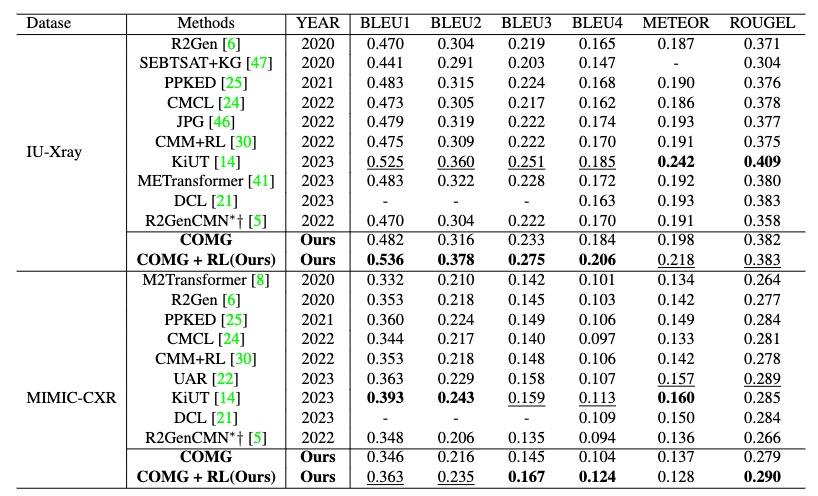 Datase Methods YEAR BLEU1 BLEU2 BLEU3 BLEU4 METEOR ROUGEL
R2Gen [6] 2020 0.470 0.304 0.219 0.165 0.187 0.371
SEBTSAT+KG [47] 2020 0.441 0.291 0.203 0.147 - 0.304
PPKED [25] 2021 0.483 0.315 0.224 0.168 0.190 0.376
CMCL [24] 2022 0.473 0.305 0.217 0.162 0.186 0.378
JPG [46] 2022 0.479 0.319 0.222 0.174 0.193 0.377
CMM+RL [30] 2022 0.475 0.309 0.222 0.170 0.191 0.375
IU-Xray
KiUT [14] 2023 0.525 0.360 0.251 0.185 0.242 0.409
METransformer [41] 2023 0.483 0.322 0.228 0.172 0.192 0.380
DCL [21] 2023 - - - 0.163 0.193 0.383
R2GenCMN*† [5] 2022 0.470 0.304 0.222 0.170 0.191 0.358
COMG Ours 0.482 0.316 0.233 0.184 0.198 0.382
COMG + RL(Ours) Ours 0.536 0.378 0.275 0.206 0.218 0.383
M2Transformer [8] 2020 0.332 0.210 0.142 0.101 0.134 0.264
R2Gen [6] 2020 0.353 0.218 0.145 0.103 0.142 0.277
PPKED [25] 2021 0.360 0.224 0.149 0.106 0.149 0.284
CMCL [24] 2022 0.344 0.217 0.140 0.097 0.133 0.281
CMM+RL [30] 2022 0.353 0.218 0.148 0.106 0.142 0.278
UAR [22] 2023 0.363 0.229 0.158 0.107 0.157 0.289
MIMIC-CXR KiUT [14] 2023 0.393 0.243 0.159 0.113 0.160 0.285
DCL [21] 2023 - - - 0.109 0.150 0.284
R2GenCMN*† [5] 2022 0.348 0.206 0.135 0.094 0.136 0.266
COMG Ours 0.346 0.216 0.145 0.104 0.137 0.279
COMG + RL(Ours) Ours 0.363 0.235 0.167 0.124 0.128 0.290